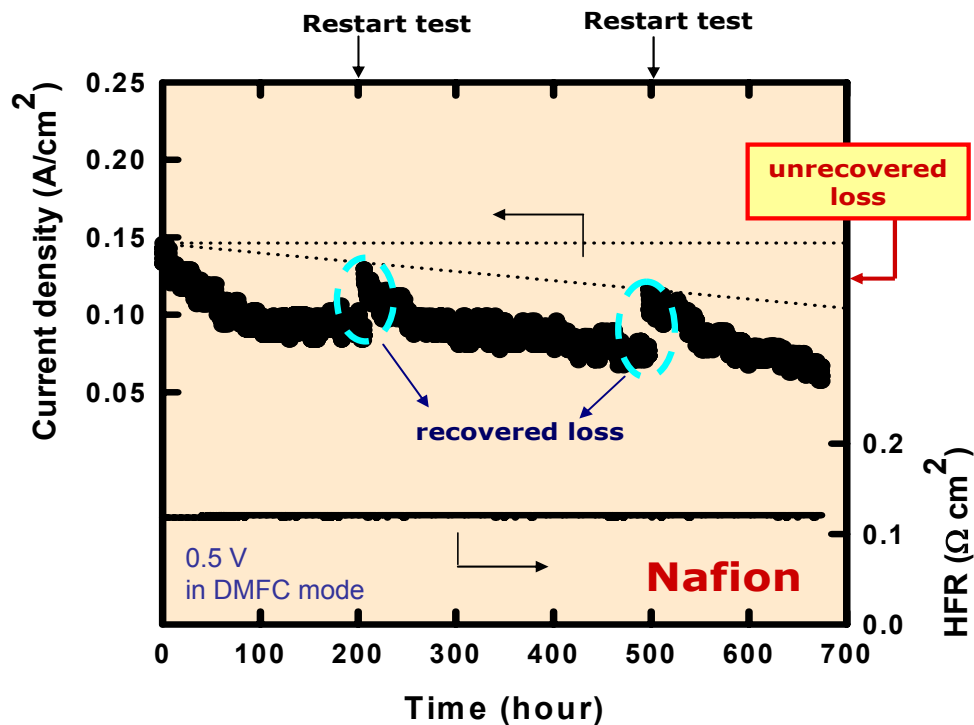 Restart test
Restart test
0.25
0.20
0.15
0.10
0.05
Current density (A/cm²)
unrecovered
loss
recovered loss
0.2
0.1
0.0
HFR (Ω cm²)
0.5 V
in DMFC mode
Nafion
0 100 200 300 400 500 600 700
Time (hour)